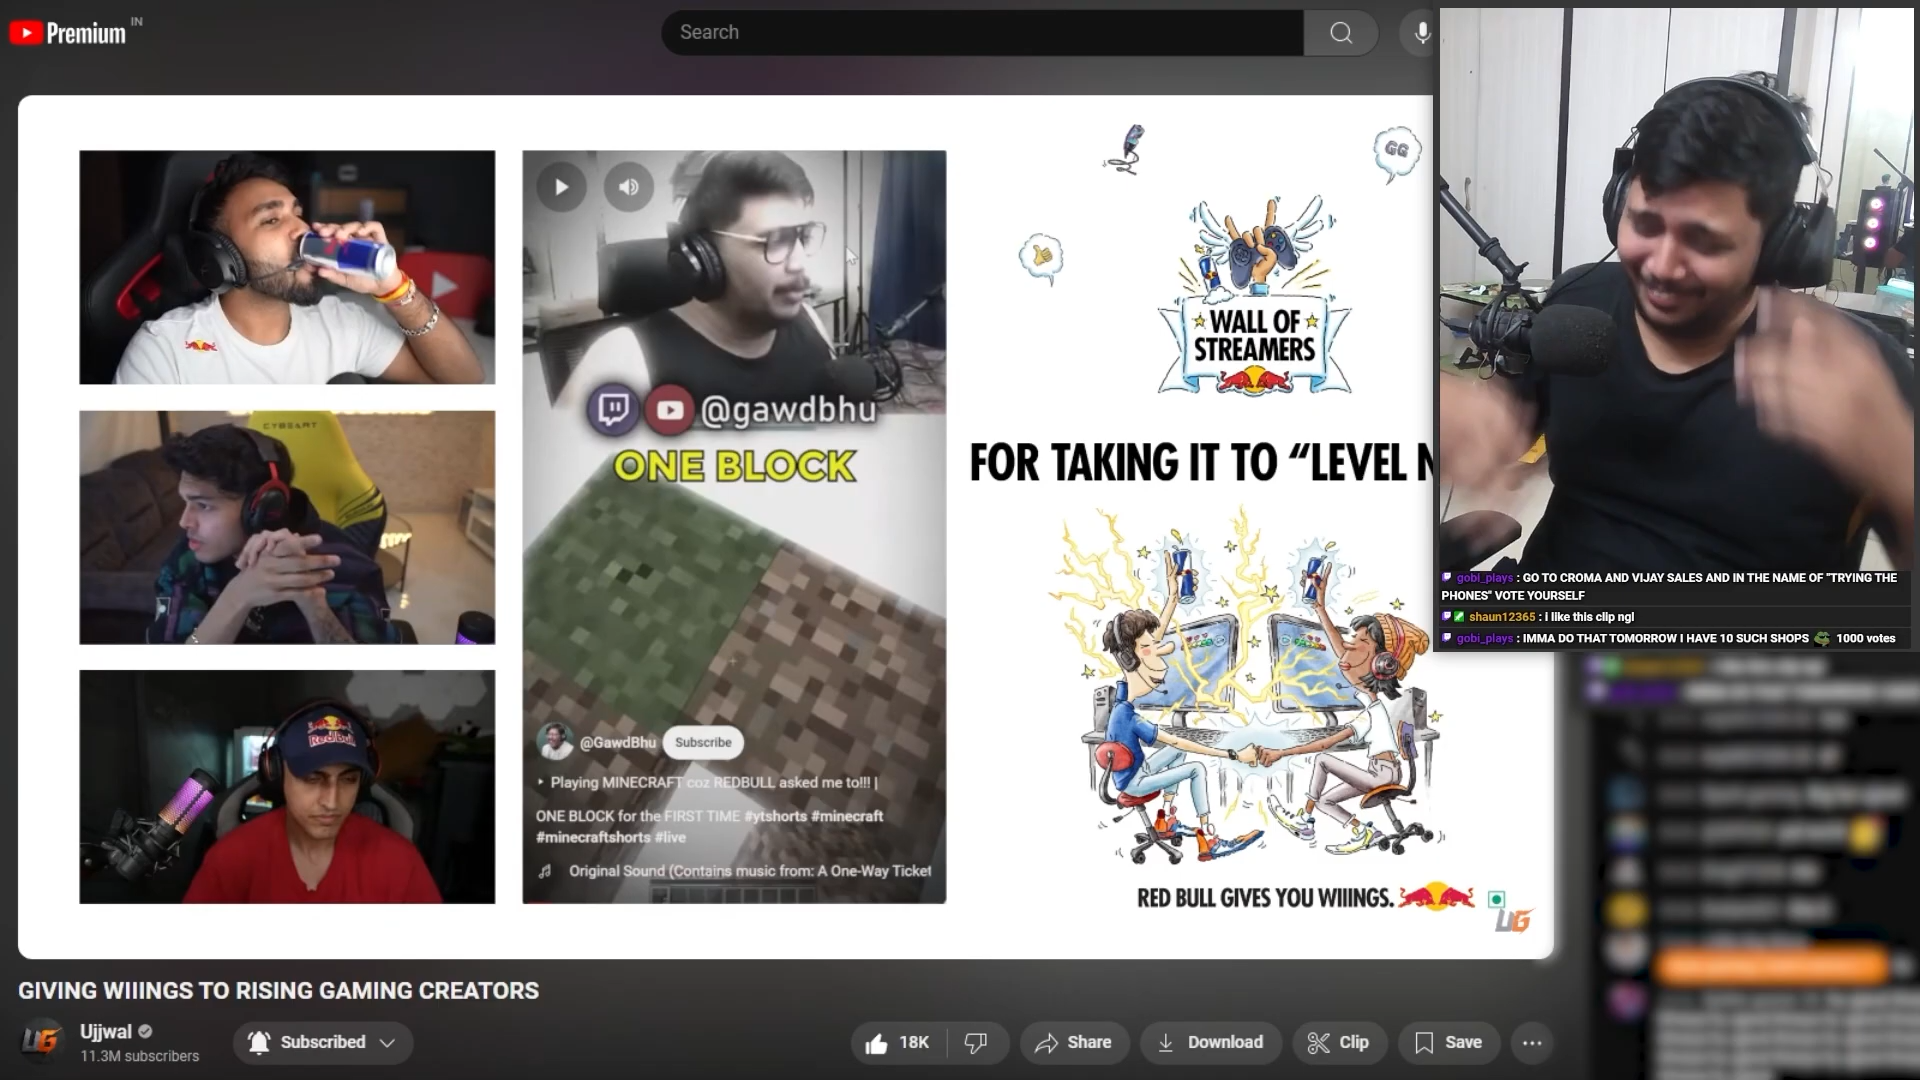 Premium IN
Search
CYBEART
Red Bull
@gawdbhu
ONE BLOCK
@GawdBhu Subscribe
Playing MINECRAFT coz REDBULL asked me to!!! |
ONE BLOCK for the FIRST TIME #ytshorts #minecraft
#minecraftshorts #live
Original Sound (Contains music from: A One-Way Ticket
GG
WALL OF
STREAMERS
FOR TAKING IT TO “LEVEL
RED BULL GIVES YOU WIIINGS.
UG
gobi_plays : GO TO CROMA AND VIJAY SALES AND IN THE NAME OF "TRYING THE
PHONES" VOTE YOURSELF
shaun12365 : i like this clip ngl
gobi_plays : IMMA DO THAT TOMORROW I HAVE 10 SUCH SHOPS 1000 votes
GIVING WIIINGS TO RISING GAMING CREATORS
UG
Ujjwal
11.3M subscribers
Subscribed
18K
Share
Download
Clip
Save